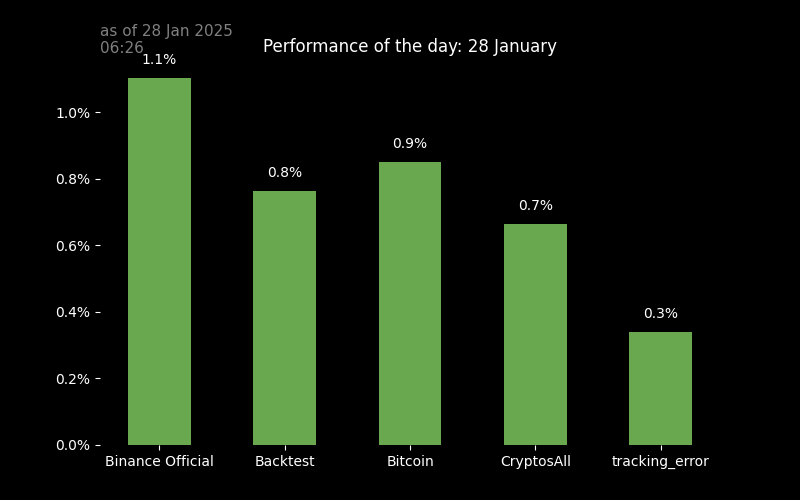 as of 28 Jan 2025
06:26
Performance of the day: 28 January
1.1%
0.8%
0.9%
0.7%
0.3%
1.0%
0.8%
0.6%
0.4%
0.2%
0.0%
Binance Official
Backtest
Bitcoin
CryptosAll
tracking_error